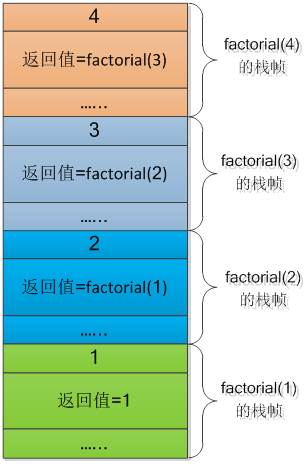 4
返回值=factorial(3)
…...
factorial(4)
的栈帧
3
返回值=factorial(2)
…...
factorial(3)
的栈帧
2
返回值=factorial(1)
…...
factorial(2)
的栈帧
1
返回值=1
…...
factorial(1)
的栈帧